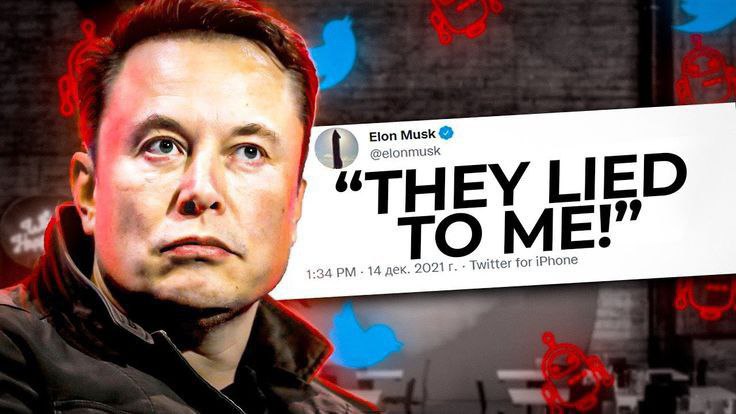 Elon Musk
@elonmusk
“THEY LIED
TO ME!”
1:34 PM · 14 дек. 2021 г. · Twitter for iPhone